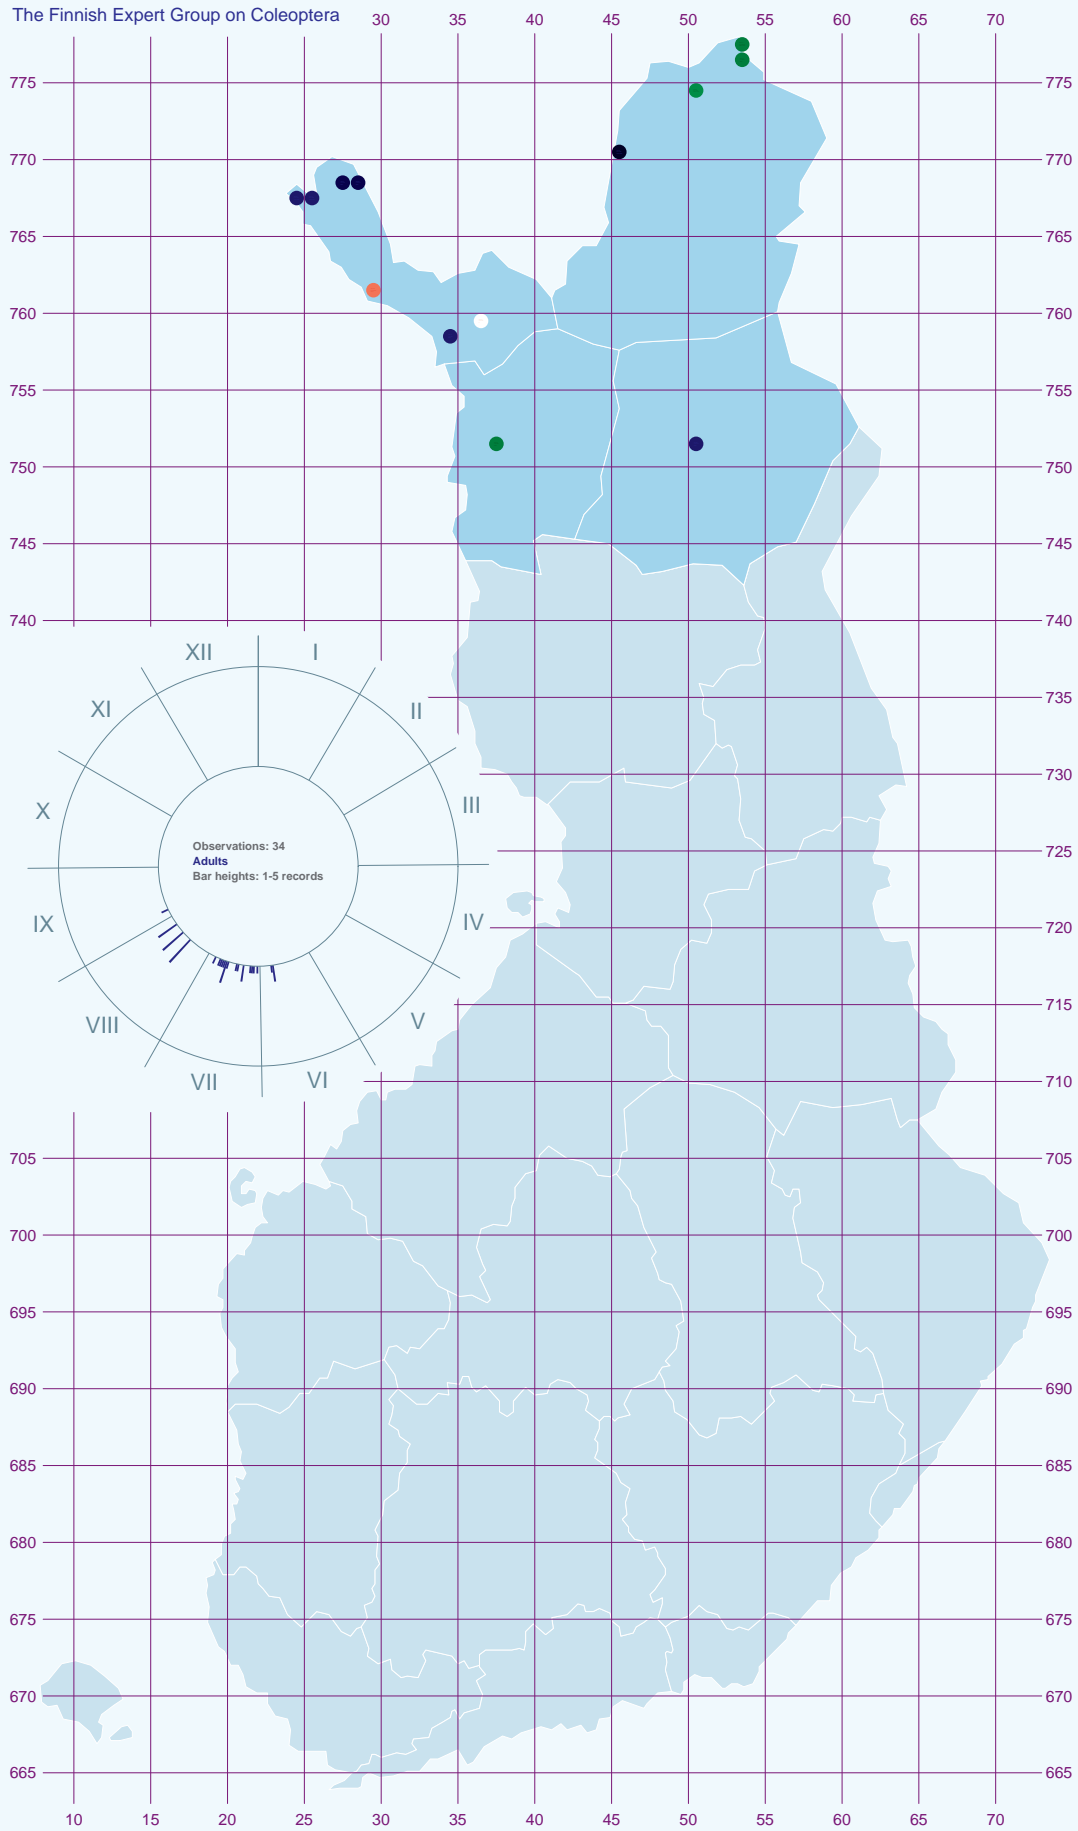 The Finnish Expert Group on Coleoptera
30 35 40 45 50 55 60 65 70
775 775
770 770
765 765
760 760
755 755
750 750
745 745
740 740
XII I
XI II
735
730
X III
Observations: 34
Adults
Bar heights: 1-5 records
725
IX IV
720
715
VIII V
VII VI
710
705 705
700 700
695 695
690 690
685 685
680 680
675 675
670 670
665 665
10 15 20 25 30 35 40 45 50 55 60 65 70